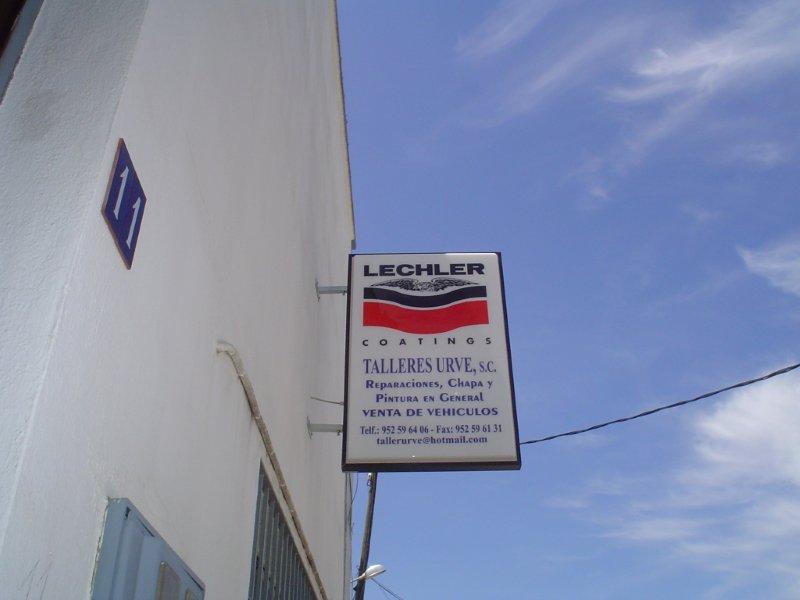 11
LECHLER
COATINGS
TALLERES URVE, S.C.
REPARACIONES, CHAPA Y
PINTURA EN GENERAL
VENTA DE VEHICULOS
Telf.: 952 59 64 06 - Fax: 952 59 61 31
tallerurve@hotmail.com